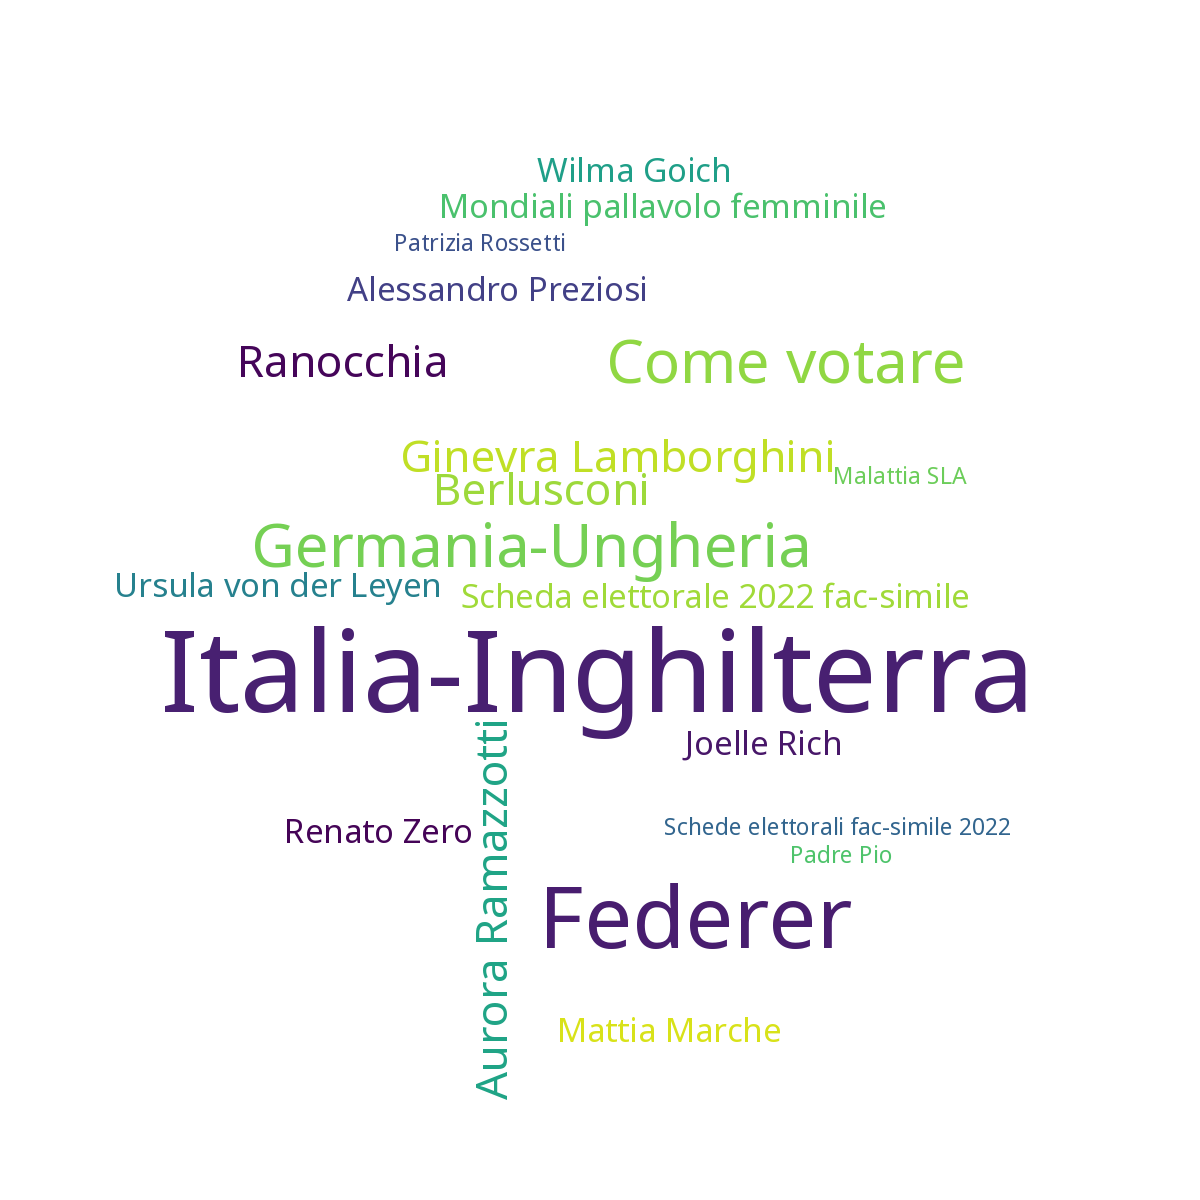 Wilma Goich
Mondiali pallavolo femminile
Patrizia Rossetti
Alessandro Preziosi
Ranocchia
Come votare
Ginevra Lamborghini
Malattia SLA
Berlusconi
Germania-Ungheria
Ursula von der Leyen
Scheda elettorale 2022 fac-simile
Italia-Inghilterra
Joelle Rich
Aurora Ramazzotti
Renato Zero
Schede elettorali fac-simile 2022
Padre Pio
Federer
Mattia Marche